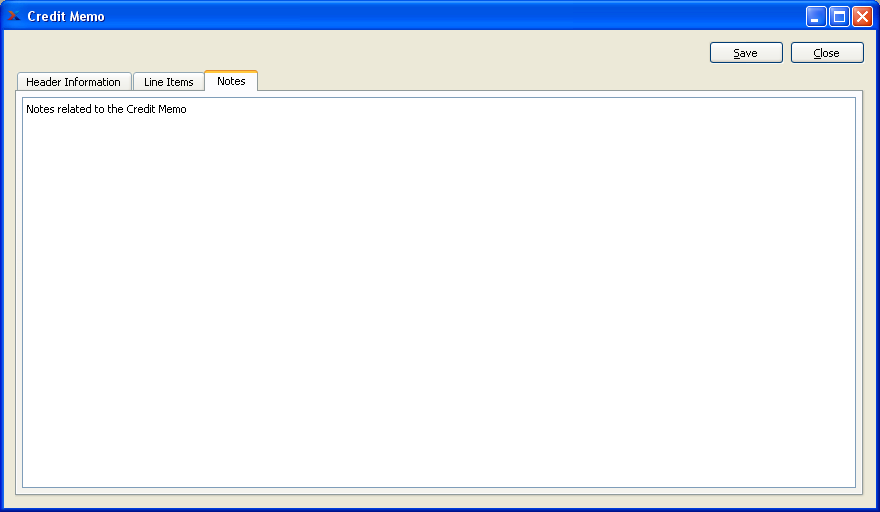 Credit Memo
Save Close
Header Information Line Items Notes
Notes related to the Credit Memo